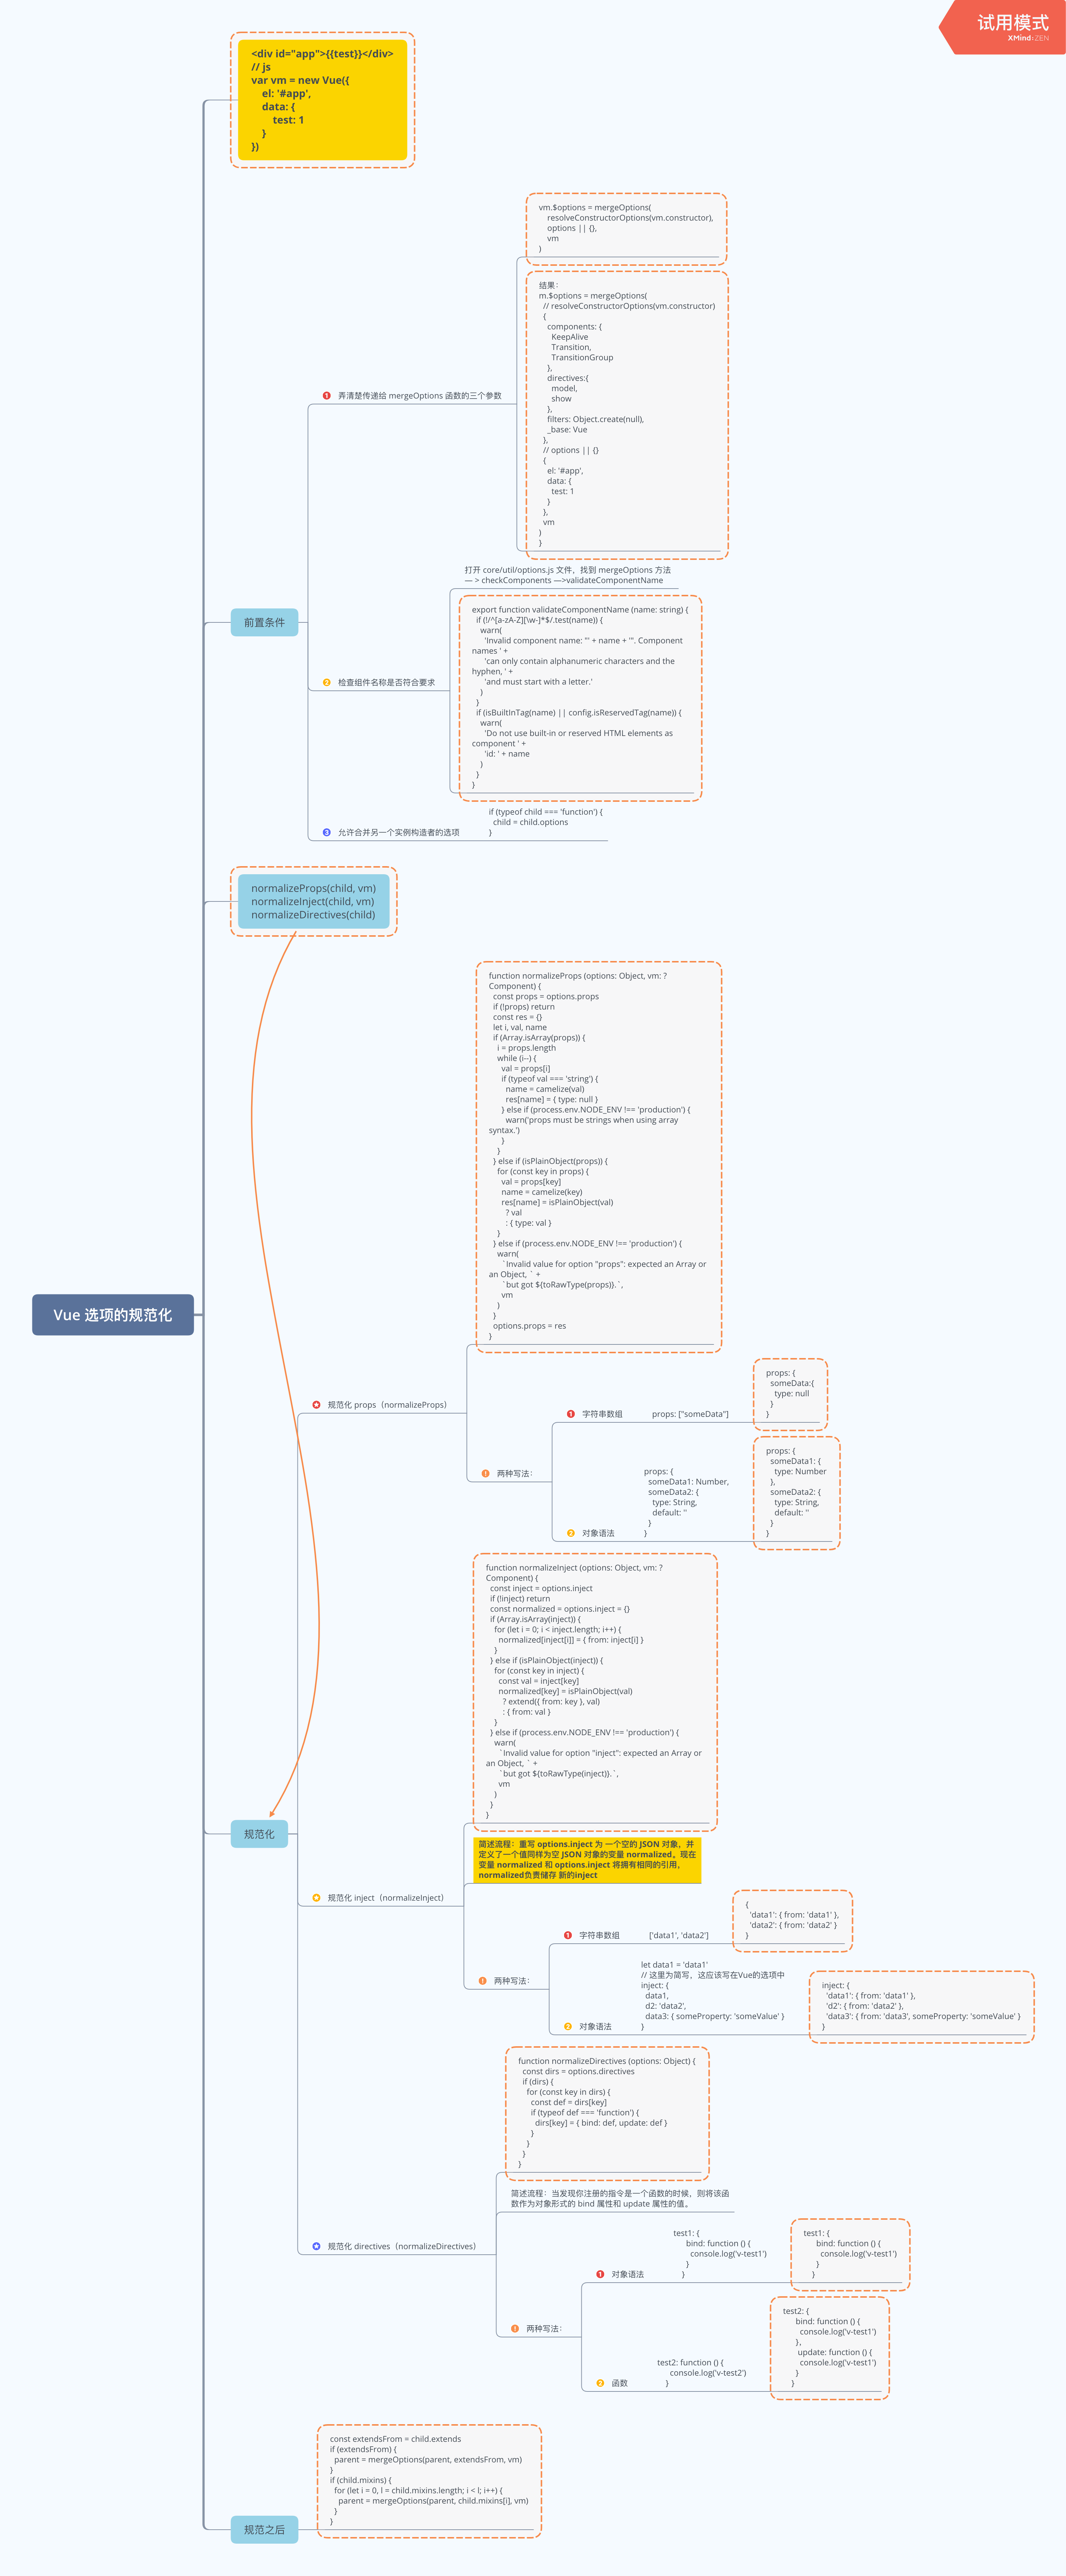 试用模式
XMind:ZEN
<div id="app">{{test}}</div>
// js
var vm = new Vue({
    el: '#app',
    data: {
        test: 1
    }
})
vm.$options = mergeOptions(
    resolveConstructorOptions(vm.constructor),
    options || {},
    vm
)
结果：
m.$options = mergeOptions(
  // resolveConstructorOptions(vm.constructor)
  {
    components: {
      KeepAlive
      Transition,
      TransitionGroup
    },
    directives:{
      model,
      show
    },
    filters: Object.create(null),
    _base: Vue
  },
  // options || {}
  {
    el: '#app',
    data: {
      test: 1
    }
  },
  vm
)
}
1 弄清楚传递给 mergeOptions 函数的三个参数
打开 core/util/options.js 文件，找到 mergeOptions 方法
— > checkComponents —>validateComponentName
export function validateComponentName (name: string) {
  if (!/^[a-zA-Z][\w-]*$/.test(name)) {
    warn(
      'Invalid component name: "' + name + '". Component
names ' +
      'can only contain alphanumeric characters and the
hyphen, ' +
      'and must start with a letter.'
    )
  }
  if (isBuiltInTag(name) || config.isReservedTag(name)) {
    warn(
      'Do not use built-in or reserved HTML elements as
component ' +
      'id: ' + name
    )
  }
}
前置条件
2 检查组件名称是否符合要求
if (typeof child === 'function') {
  child = child.options
}
3 允许合并另一个实例构造者的选项
normalizeProps(child, vm)
normalizeInject(child, vm)
normalizeDirectives(child)
function normalizeProps (options: Object, vm: ?
Component) {
  const props = options.props
  if (!props) return
  const res = {}
  let i, val, name
  if (Array.isArray(props)) {
    i = props.length
    while (i--) {
      val = props[i]
      if (typeof val === 'string') {
        name = camelize(val)
        res[name] = { type: null }
      } else if (process.env.NODE_ENV !== 'production') {
        warn('props must be strings when using array
syntax.')
      }
    }
  } else if (isPlainObject(props)) {
    for (const key in props) {
      val = props[key]
      name = camelize(key)
      res[name] = isPlainObject(val)
        ? val
        : { type: val }
    }
  } else if (process.env.NODE_ENV !== 'production') {
    warn(
      `Invalid value for option "props": expected an Array or
an Object, ` +
      `but got ${toRawType(props)}.`,
      vm
    )
  }
  options.props = res
}
Vue 选项的规范化
规范化 props（normalizeProps）
两种写法：
1 字符串数组
props: ["someData"]
props: {
  someData:{
    type: null
  }
}
2 对象语法
props: {
  someData1: Number,
  someData2: {
    type: String,
    default: ''
  }
}
props: {
  someData1: {
    type: Number
  },
  someData2: {
    type: String,
    default: ''
  }
}
function normalizeInject (options: Object, vm: ?
Component) {
  const inject = options.inject
  if (!inject) return
  const normalized = options.inject = {}
  if (Array.isArray(inject)) {
    for (let i = 0; i < inject.length; i++) {
      normalized[inject[i]] = { from: inject[i] }
    }
  } else if (isPlainObject(inject)) {
    for (const key in inject) {
      const val = inject[key]
      normalized[key] = isPlainObject(val)
        ? extend({ from: key }, val)
        : { from: val }
    }
  } else if (process.env.NODE_ENV !== 'production') {
    warn(
      `Invalid value for option "inject": expected an Array or
an Object, ` +
      `but got ${toRawType(inject)}.`,
      vm
    )
  }
}
规范化
简述流程：重写 options.inject 为 一个空的 JSON 对象，并
定义了一个值同样为空 JSON 对象的变量 normalized。现在
变量 normalized 和 options.inject 将拥有相同的引用，
normalized负责储存 新的inject
规范化 inject（normalizeInject）
两种写法：
1 字符串数组
['data1', 'data2']
{
  'data1': { from: 'data1' },
  'data2': { from: 'data2' }
}
2 对象语法
let data1 = 'data1'
// 这里为简写，这应该写在Vue的选项中
inject: {
  data1,
  d2: 'data2',
  data3: { someProperty: 'someValue' }
}
inject: {
  'data1': { from: 'data1' },
  'd2': { from: 'data2' },
  'data3': { from: 'data3', someProperty: 'someValue' }
}
function normalizeDirectives (options: Object) {
  const dirs = options.directives
  if (dirs) {
    for (const key in dirs) {
      const def = dirs[key]
      if (typeof def === 'function') {
        dirs[key] = { bind: def, update: def }
      }
    }
  }
}
简述流程：当发现你注册的指令是一个函数的时候，则将该函
数作为对象形式的 bind 属性和 update 属性的值。
规范化 directives（normalizeDirectives）
两种写法：
1 对象语法
test1: {
      bind: function () {
        console.log('v-test1')
      }
    }
test1: {
      bind: function () {
        console.log('v-test1')
      }
    }
2 函数
test2: function () {
      console.log('v-test2')
    }
test2: {
      bind: function () {
        console.log('v-test1')
      },
       update: function () {
        console.log('v-test1')
      }
    }
规范之后
const extendsFrom = child.extends
if (extendsFrom) {
  parent = mergeOptions(parent, extendsFrom, vm)
}
if (child.mixins) {
  for (let i = 0, l = child.mixins.length; i < l; i++) {
    parent = mergeOptions(parent, child.mixins[i], vm)
  }
}